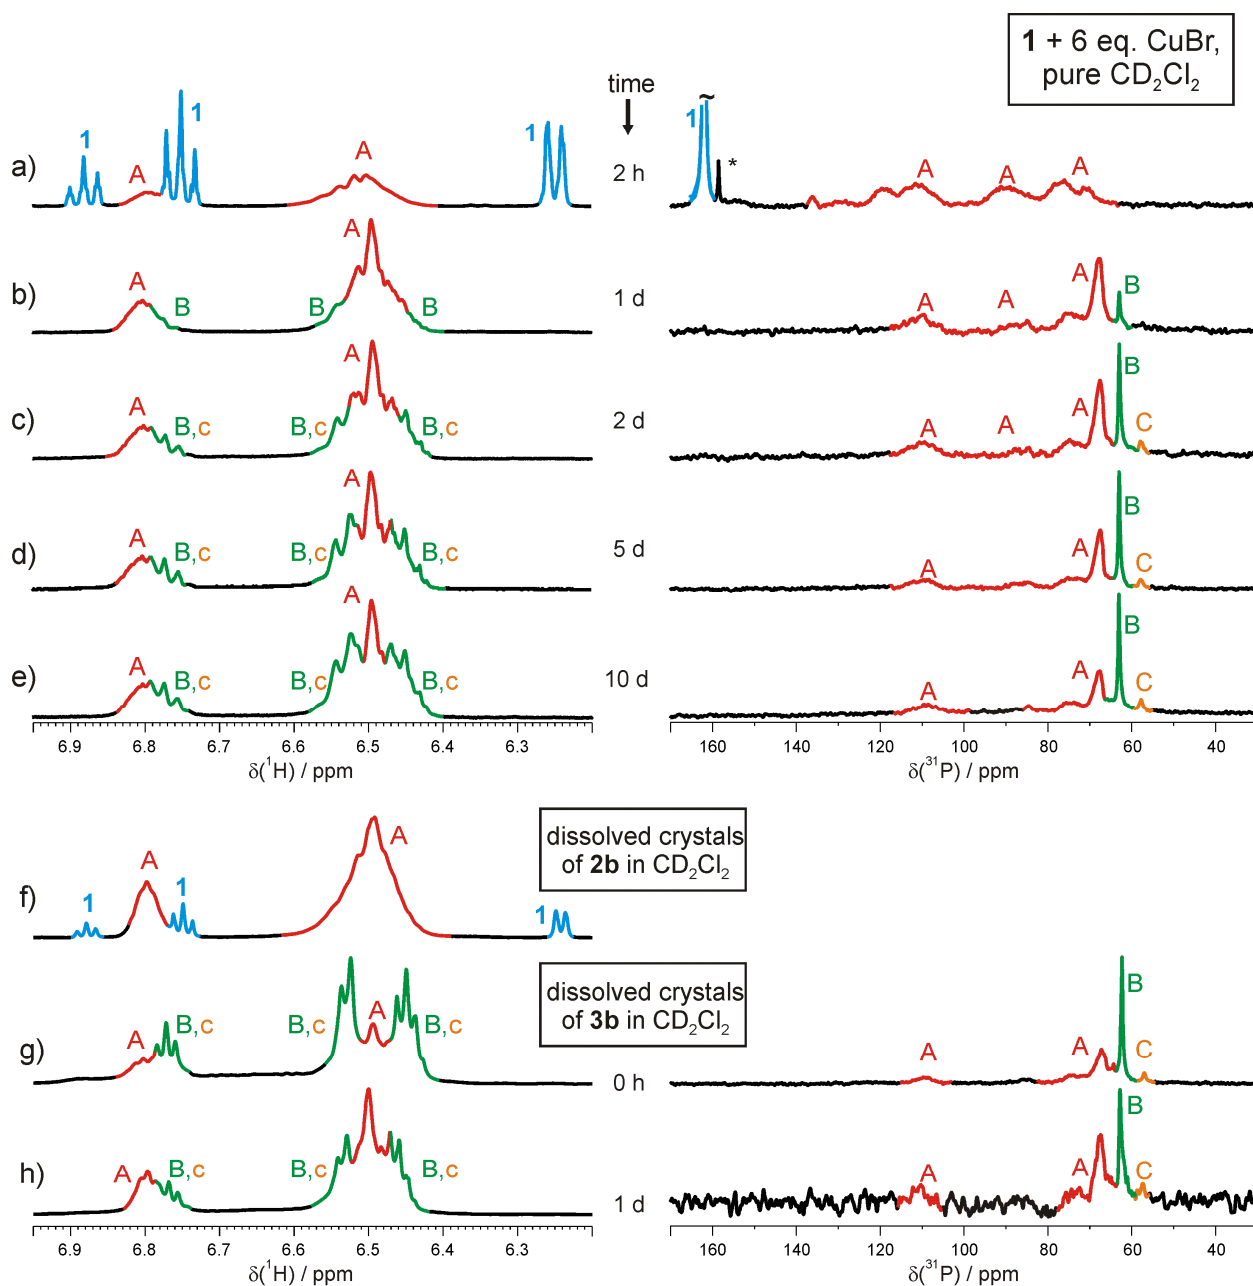 1 + 6 eq. CuBr,
pure CD₂Cl₂
time
a)
1
A
1
A
1
2 h
1
~
*
A
A
A
b)
A
B
B
A
B
1 d
A
A
A
B
c)
A
B,c
B,c
A
B,c
2 d
A
A
A
B
C
d)
A
B,c
B,c
A
B,c
5 d
A
A
B
C
e)
A
B,c
B,c
A
B,c
10 d
A
A
B
C
6.9 6.8 6.7 6.6 6.5 6.4 6.3
δ(¹H) / ppm
160 140 120 100 80 60 40
δ(³¹P) / ppm
dissolved crystals
of 2b in CD₂Cl₂
f)
1
A
1
A
1
dissolved crystals
of 3b in CD₂Cl₂
g)
A
B,c
B,c
A
B,c
0 h
A
A
B
C
h)
A
B,c
B,c
B,c
1 d
A
A
B
C
6.9 6.8 6.7 6.6 6.5 6.4 6.3
δ(¹H) / ppm
160 140 120 100 80 60 40
δ(³¹P) / ppm